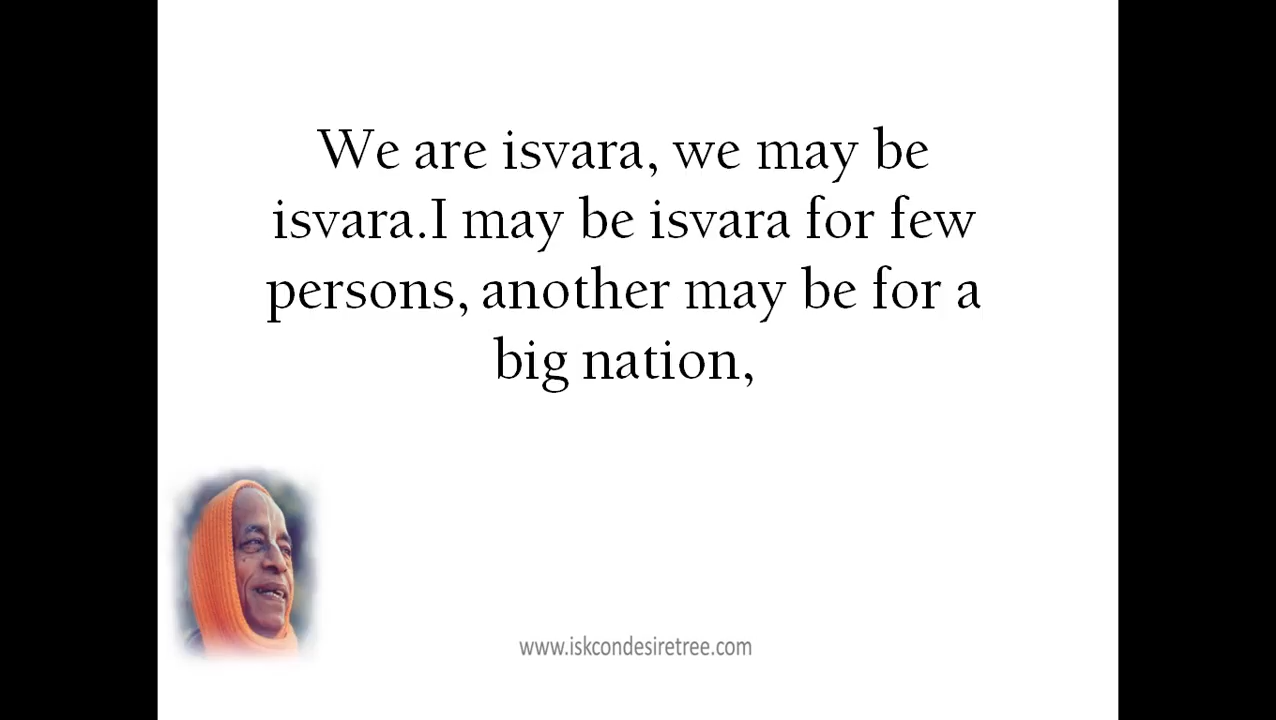 We are isvara, we may be
isvara.I may be isvara for few
persons, another may be for a
big nation,
www.iskcondesiretree.com